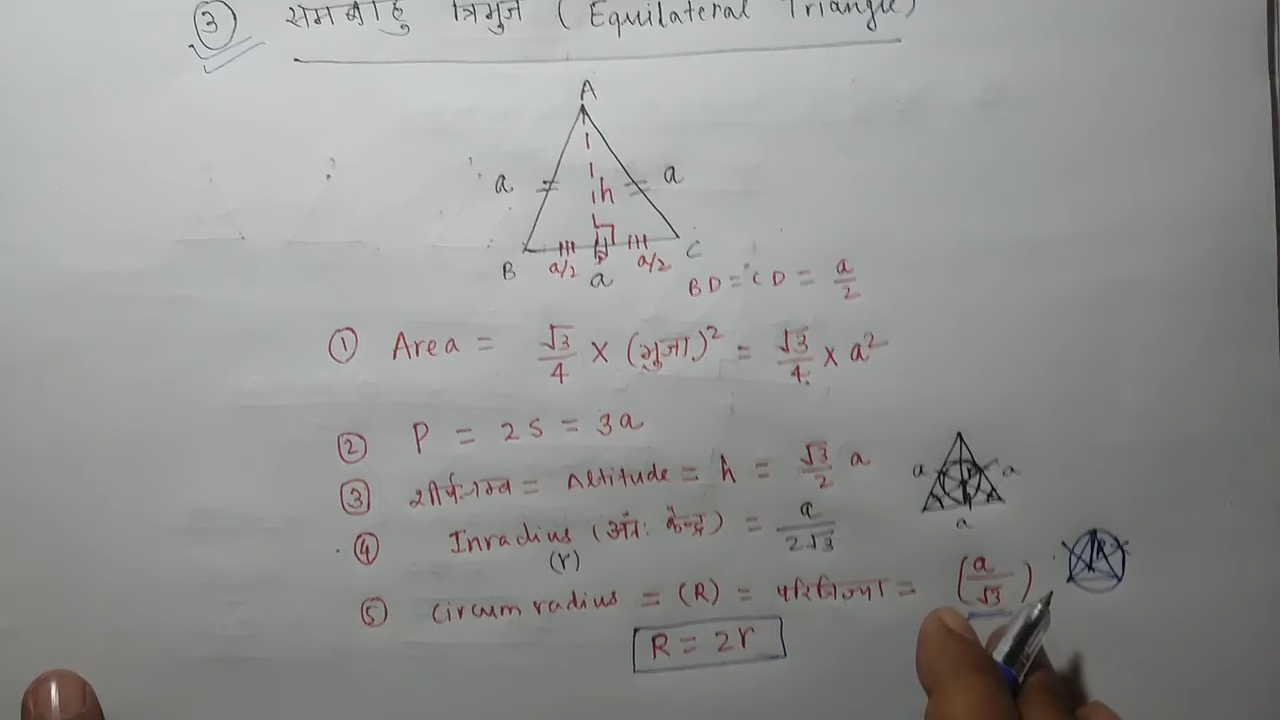 ③ समबाहु त्रिभुज ( Equilateral Triangle)
A
a a
h
B C
a/2 D a/2
a
BD = CD = a/2
① Area = √3/4 × (भुजा)² = √3/4 × a²
② P = 2S = 3a
③ शीर्षलम्ब = Altitude = h = √3/2 a
a a
a
④ Inradius (अंतः केन्द्र) = a/2√3
(r)
R
⑤ Circum radius = (R) = परित्रिज्या = (a/√3)
R = 2r